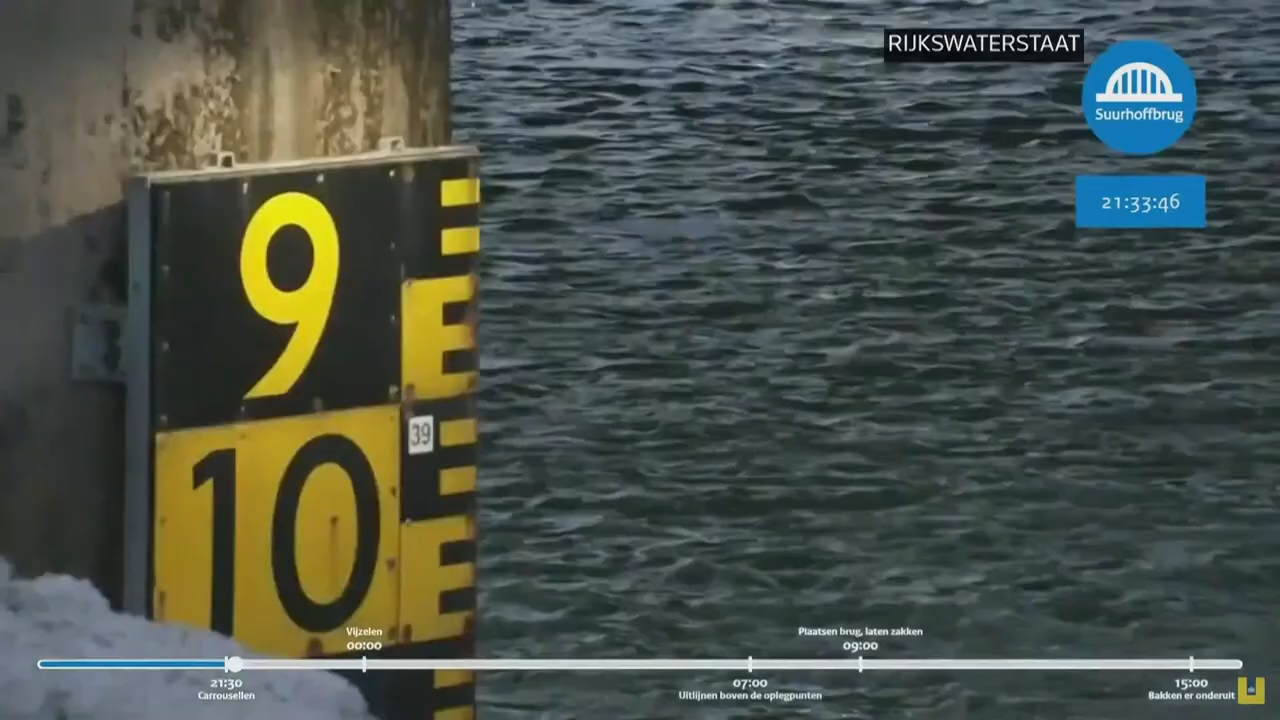 RIJKSWATERSTAAT
Suurhoffbrug
21:33:46
9
39
10
Vijzelen
00:00
Plaatsen brug, laten zakken
09:00
21:30
Carrousellen
07:00
Uitlijnen boven de oplegpunten
15:00
Bakken er onderuit